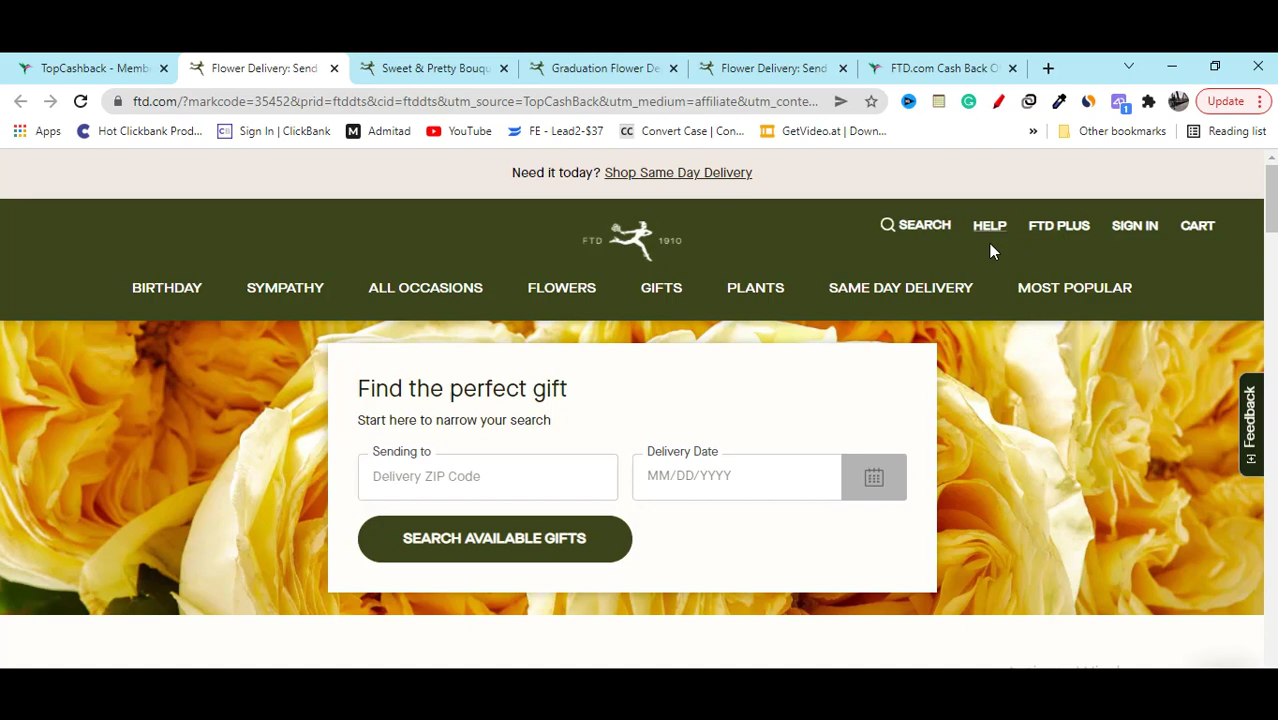 TopCashback - Memb
Flower Delivery: Send
Sweet & Pretty Bouqu
Graduation Flower De
Flower Delivery: Send
FTD.com Cash Back O
ftd.com/?markcode=35452&prid=ftddts&cid=ftddts&utm_source=TopCashBack&utm_medium=affiliate&utm_conte...
1
Update
Apps
Hot Clickbank Prod...
CB Sign In | ClickBank
M Admitad
YouTube
FE - Lead2-$37
CC Convert Case | Con...
GetVideo.at | Down...
»
Other bookmarks
Reading list
Need it today? Shop Same Day Delivery
FTD 1910
SEARCH
HELP
FTD PLUS
SIGN IN
CART
BIRTHDAY
SYMPATHY
ALL OCCASIONS
FLOWERS
GIFTS
PLANTS
SAME DAY DELIVERY
MOST POPULAR
Find the perfect gift
Start here to narrow your search
Sending to
Delivery ZIP Code
Delivery Date
MM/DD/YYYY
SEARCH AVAILABLE GIFTS
[+] Feedback